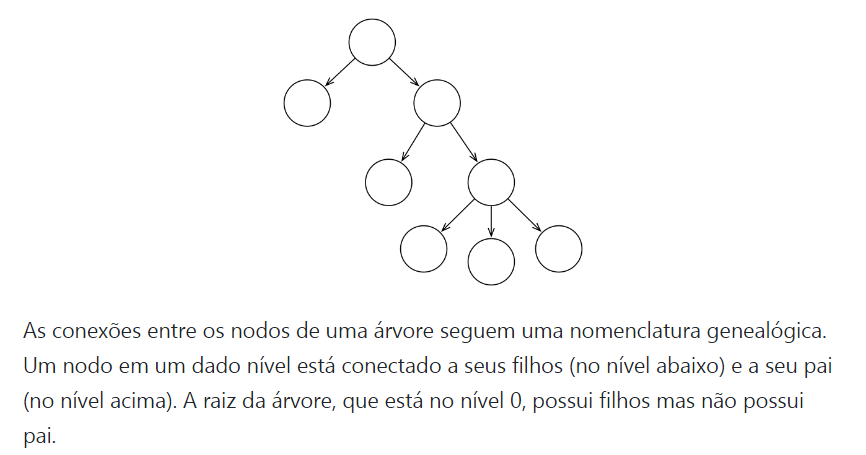 As conexões entre os nodos de uma árvore seguem uma nomenclatura genealógica.
Um nodo em um dado nível está conectado a seus filhos (no nível abaixo) e a seu pai
(no nível acima). A raiz da árvore, que está no nível 0, possui filhos mas não possui
pai.